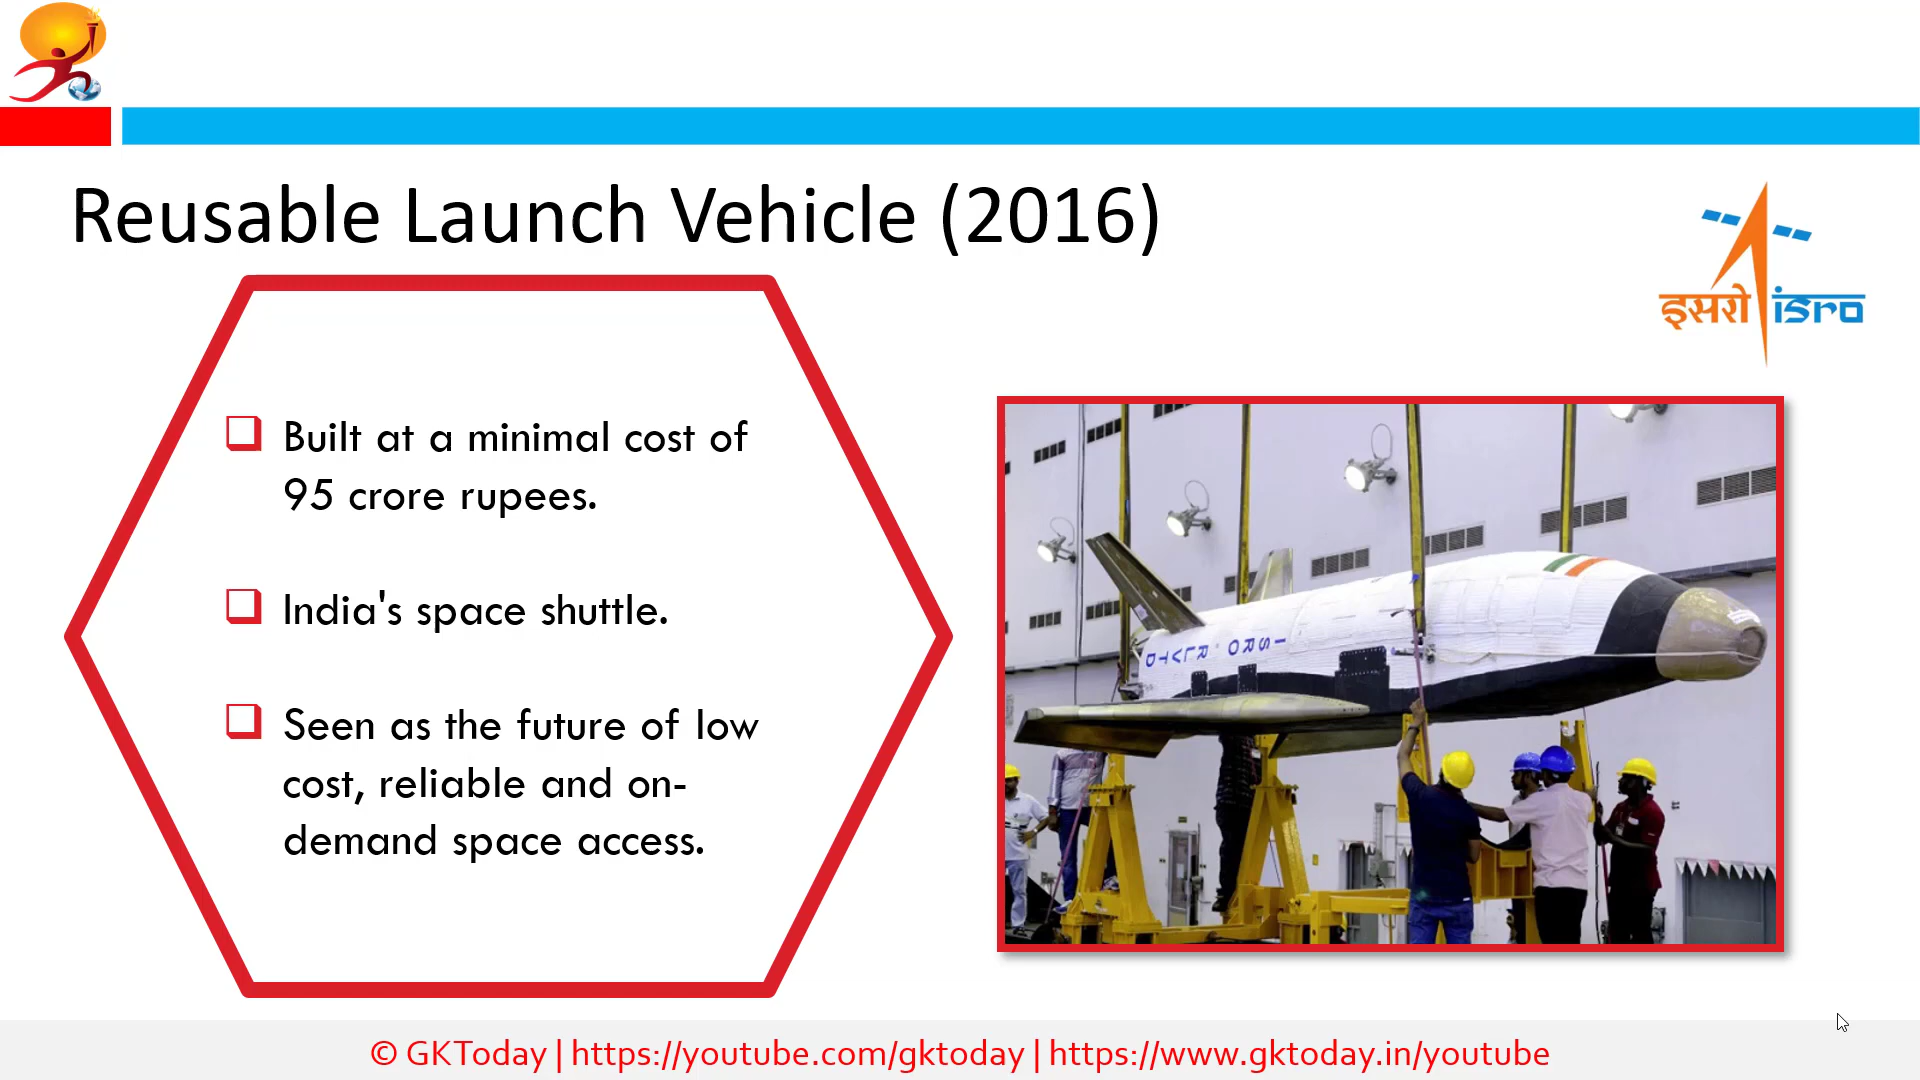 Reusable Launch Vehicle (2016)
इसरो isro
Built at a minimal cost of
95 crore rupees.
India's space shuttle.
Seen as the future of low
cost, reliable and on-
demand space access.
ISRO RLVTD
© GKToday | https://youtube.com/gktoday | https://www.gktoday.in/youtube